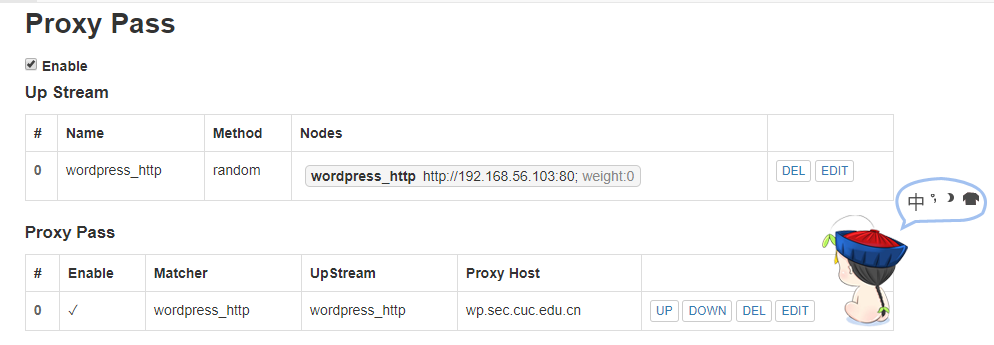 Proxy Pass
Enable
Up Stream
# Name Method Nodes
0 wordpress_http random wordpress_http http://192.168.56.103:80; weight:0 DEL EDIT
中 °,
Proxy Pass
# Enable Matcher UpStream Proxy Host
0 ✓ wordpress_http wordpress_http wp.sec.cuc.edu.cn UP DOWN DEL EDIT